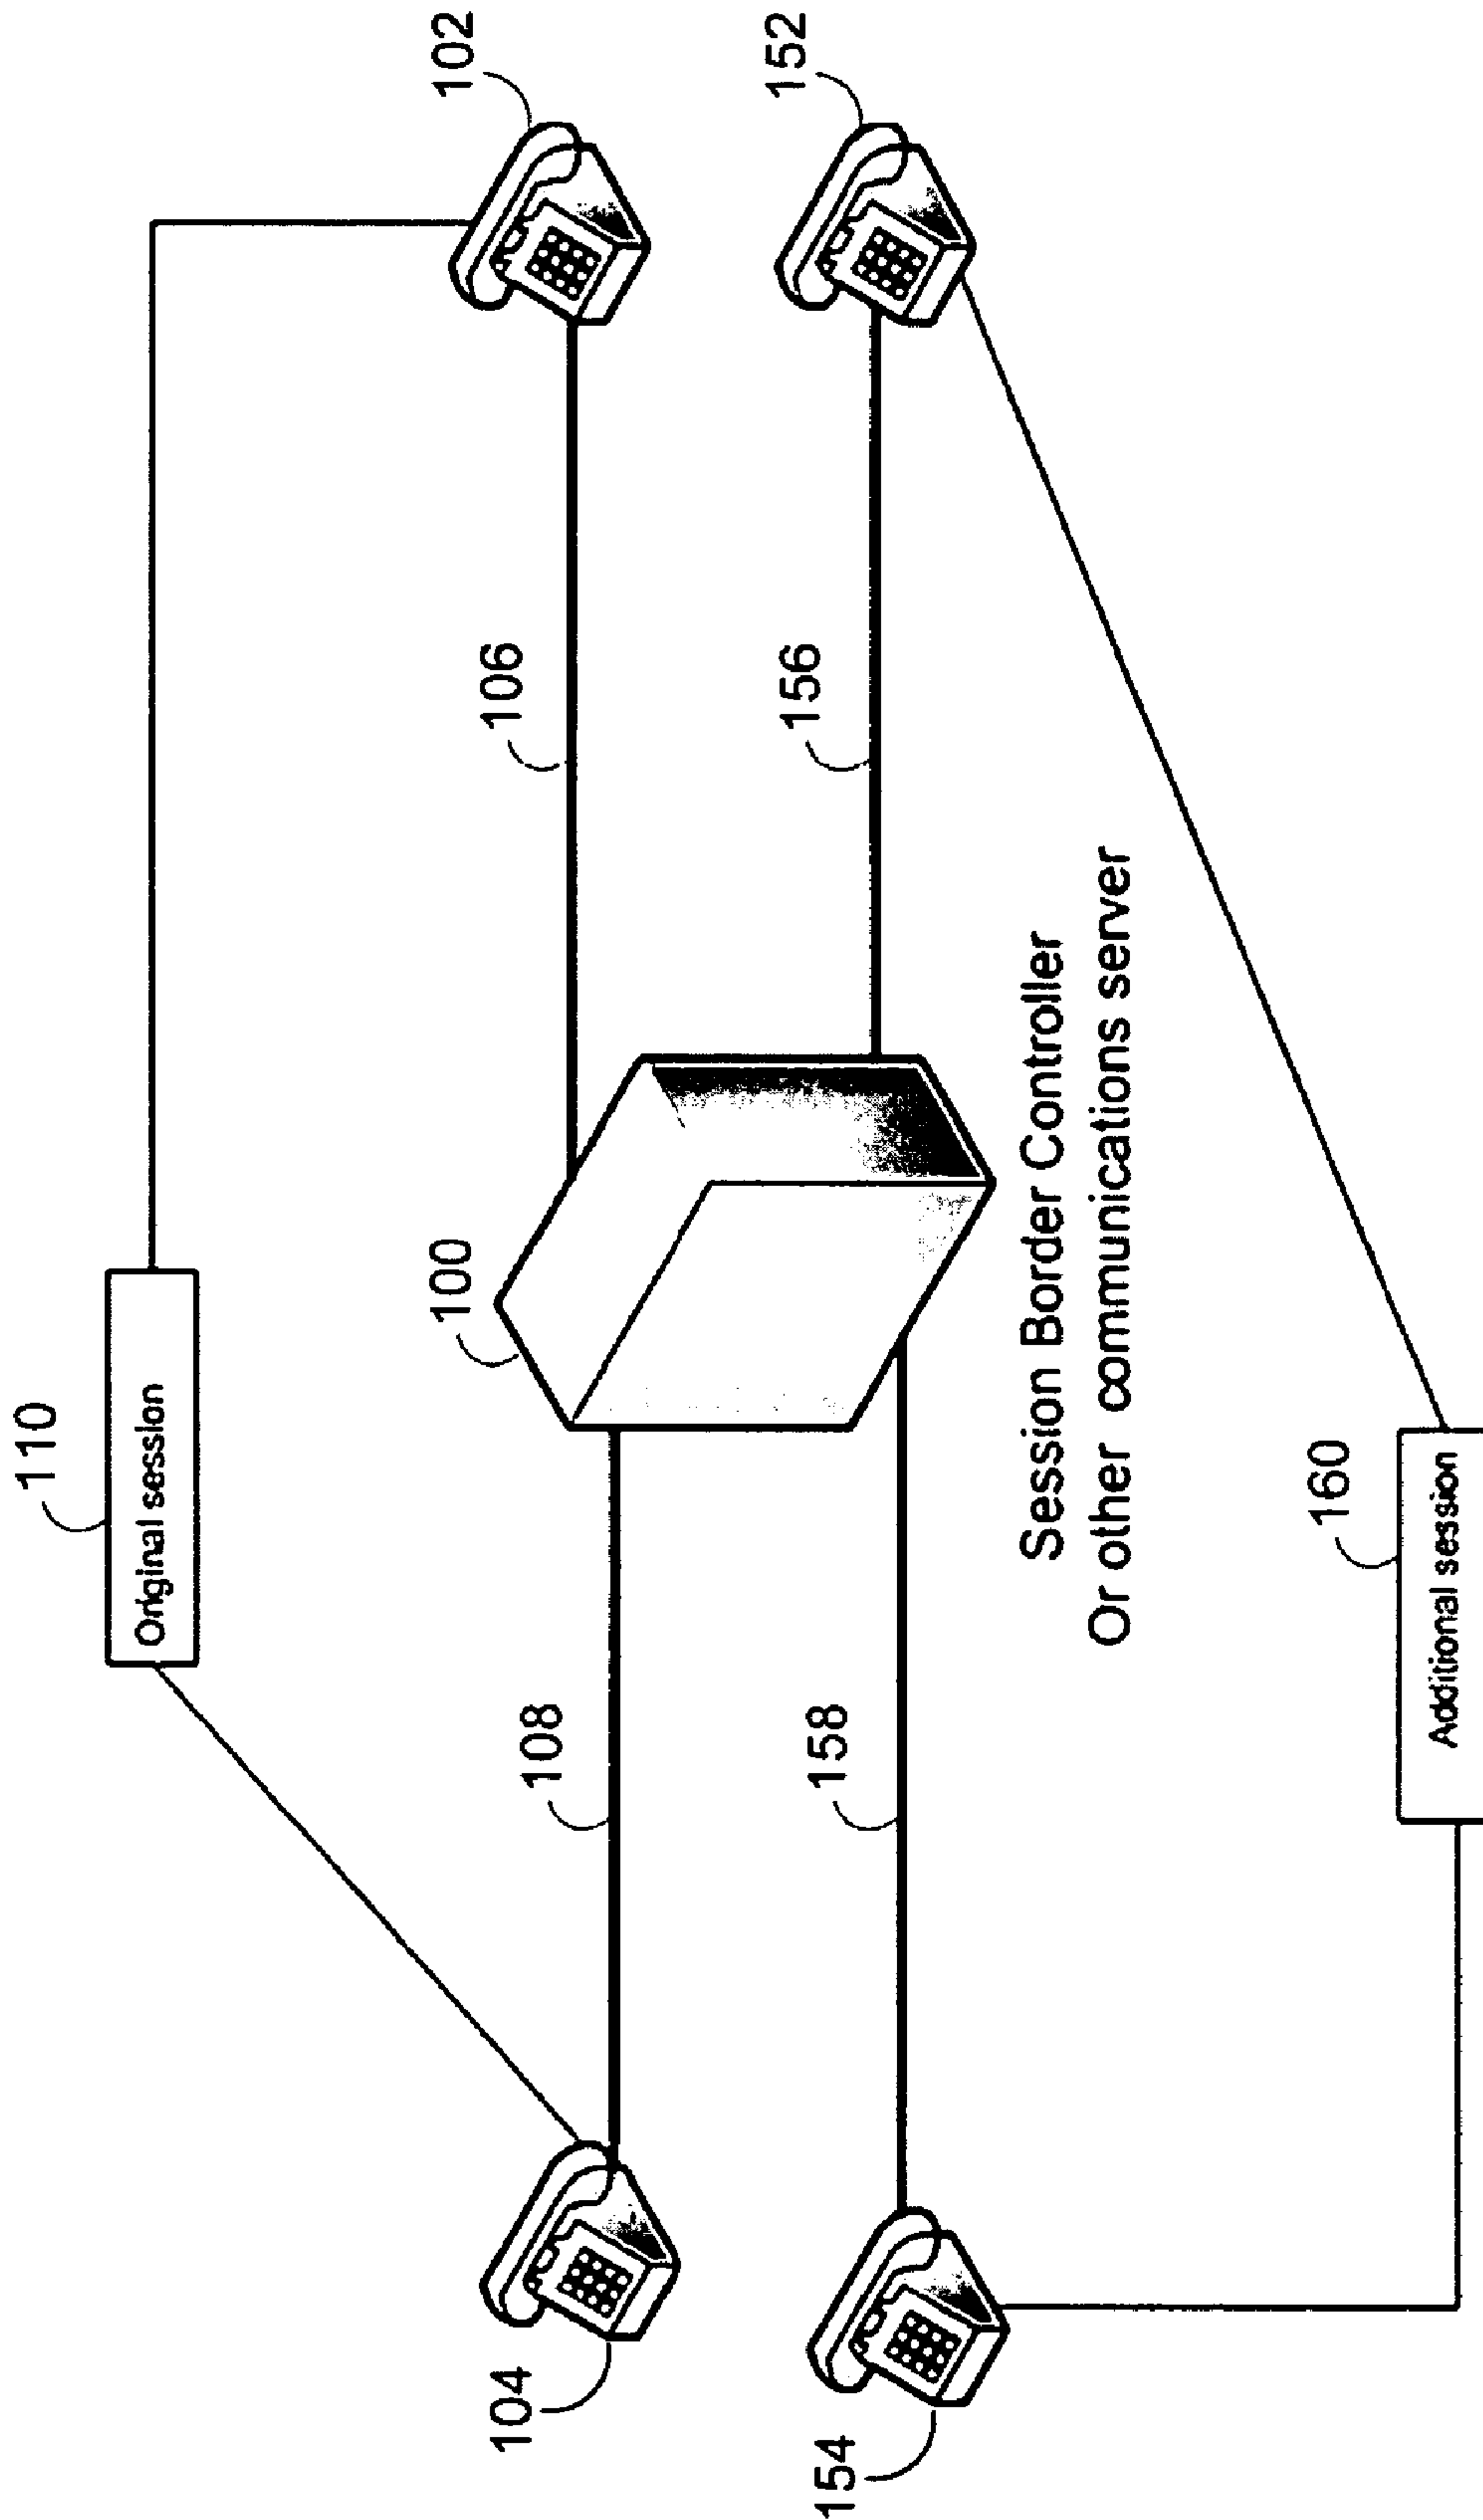 110
Original session
102
100
106
108
104
152
156
158
154
Session Border Controller
Or other communications server
160
Additional session